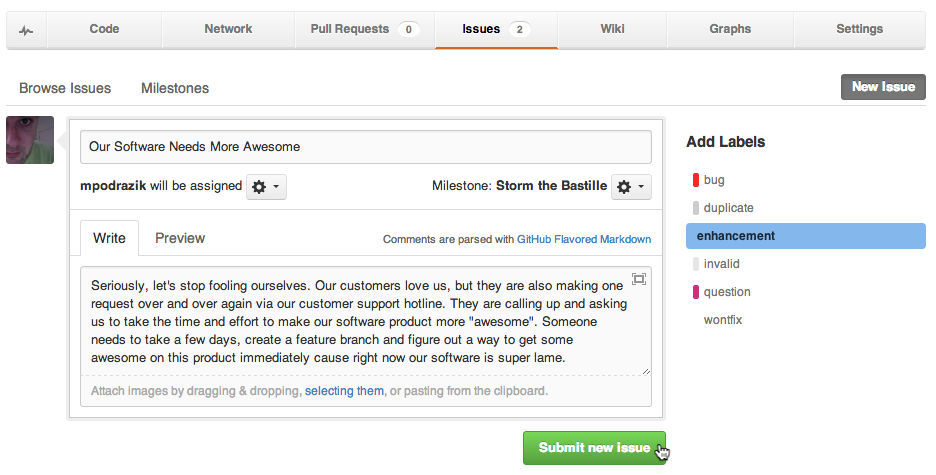 Code Network Pull Requests 0 Issues 2 Wiki Graphs Settings
Browse Issues Milestones New Issue
Our Software Needs More Awesome
mpodrazik will be assigned Milestone: Storm the Bastille
Write Preview Comments are parsed with GitHub Flavored Markdown
Seriously, let's stop fooling ourselves. Our customers love us, but they are also making one
request over and over again via our customer support hotline. They are calling up and asking
us to take the time and effort to make our software product more "awesome". Someone
needs to take a few days, create a feature branch and figure out a way to get some
awesome on this product immediately cause right now our software is super lame.
Attach images by dragging & dropping, selecting them, or pasting from the clipboard.
Submit new issue
Add Labels
bug
duplicate
enhancement
invalid
question
wontfix